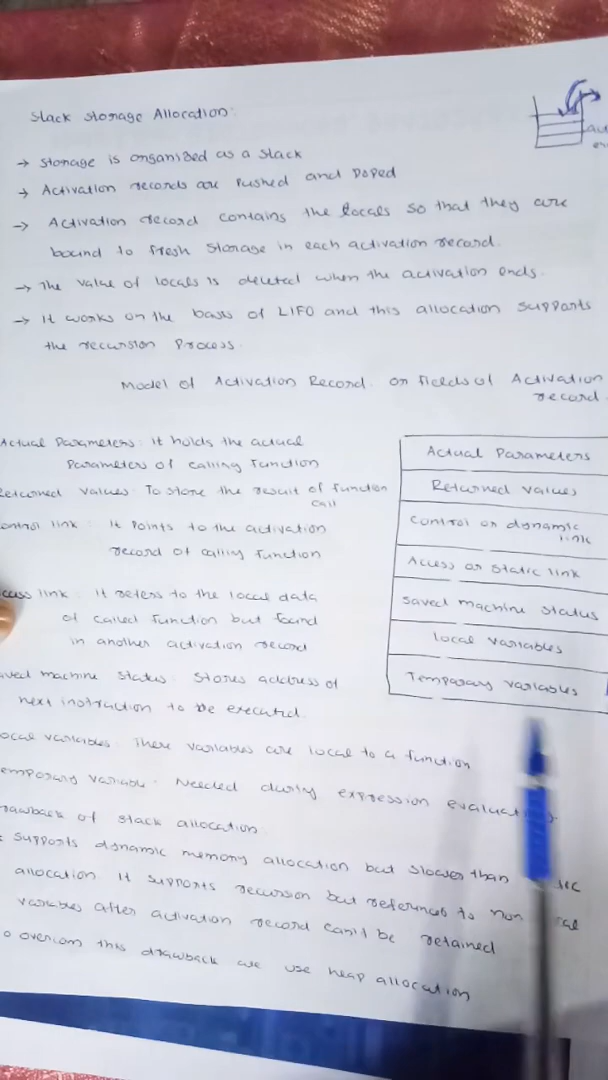 Stack Storage Allocation:
→ Storage is organised as a stack
→ Activation records are Pushed and Poped
→ Activation record contains the locals so that they are
bound to fresh storage in each activation record.
→ The value of locals is deleted when the activation ends.
→ It works on the basis of LIFO and this allocation supports
the recursion Process.
Model of Activation Record or fields of Activation
record.
Actual Parameters: It holds the actual
Parameters of calling function
Returned values: To store the result of function
call
control link: It points to the activation
record of calling function
link: It refers to the local data
of called function but found
in another activation record
machine status: Stores address of
next instruction to be executed.
variables: These variables are local to a function
variable: Needed during expression
of stack allocation.
supports dynamic memory allocation but slower than
allocation. It supports recursion but references to non
variables after activation record can't be retained
overcom this drawback we use heap allocation
Actual Parameters
Returned values
control or dynamic
link
Access or static link
Saved machine status
local variables
Temparary variables